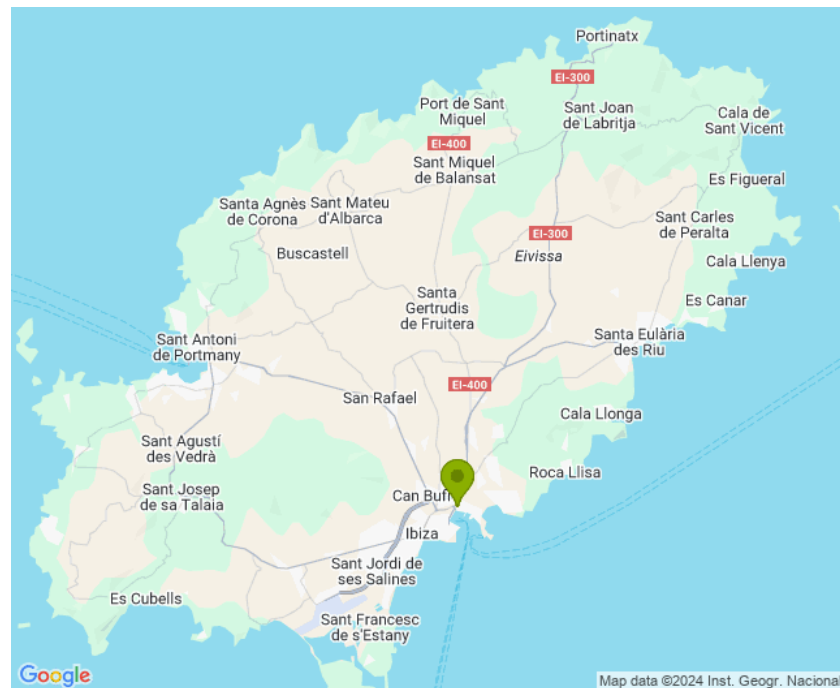 Portinatx
EI-300
Port de Sant
Miquel
Sant Joan
de Labritja
Cala de
Sant Vicent
EI-400
Sant Miquel
de Balansat
Es Figueral
Santa Agnès
de Corona
Sant Mateu
d'Albarca
Sant Carles
de Peralta
EI-300
Buscastell
Eivissa
Cala Llenya
Santa
Gertrudis
de Fruitera
Es Canar
Sant Antoni
de Portmany
Santa Eulària
des Riu
EI-400
San Rafael
Cala Llonga
Sant Agustí
des Vedrà
Roca Llisa
Sant Josep
de sa Talaia
Can Buf
Ibiza
Sant Jordi de
ses Salines
Es Cubells
Sant Francesc
de s'Estany
Google
Map data ©2024 Inst. Geogr. Nacional